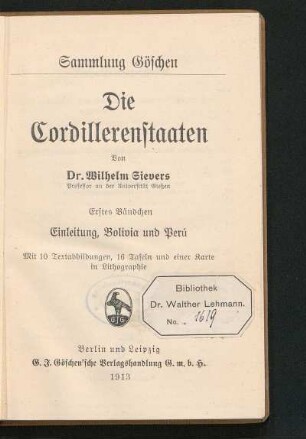 Sammlung Göschen
Die
Cordillerenstaaten
Von
Dr. Wilhelm Sievers
Professor an der Universität Gießen
Erstes Bändchen
Einleitung, Bolivia und Perú
Mit 10 Textabbildungen, 16 Tafeln und einer Karte
in Lithographie
Bibliothek
Dr. Walther Lehmann.
No. 1619
Berlin und Leipzig
G. J. Göschen'sche Verlagshandlung G. m. b. H.
1913